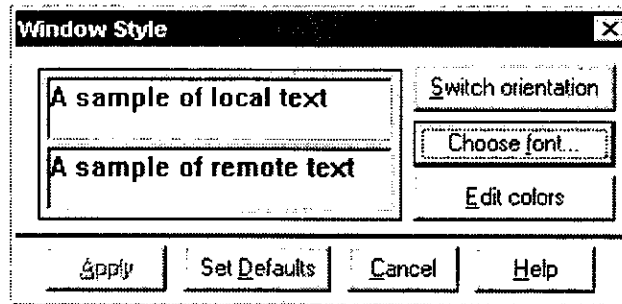 Window Style
A sample of local text
A sample of remote text
Switch orientation
Choose font...
Edit colors
Apply Set Defaults Cancel Help